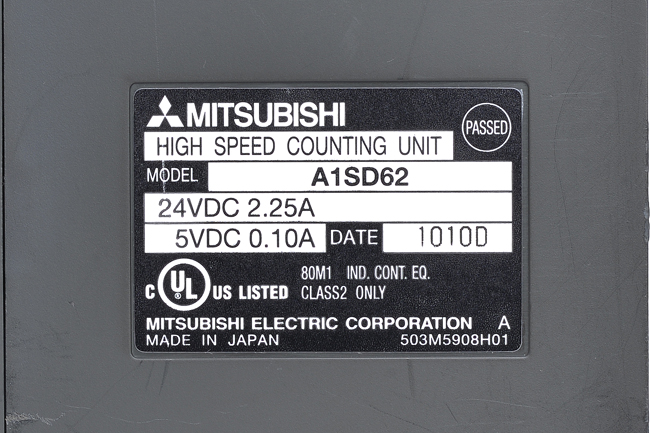 MITSUBISHI
PASSED
HIGH SPEED COUNTING UNIT
MODEL A1SD62
24VDC 2.25A
5VDC 0.10A DATE 1010D
C UL US LISTED 80M1 IND. CONT. EQ.
CLASS2 ONLY
MITSUBISHI ELECTRIC CORPORATION A
MADE IN JAPAN 503M5908H01